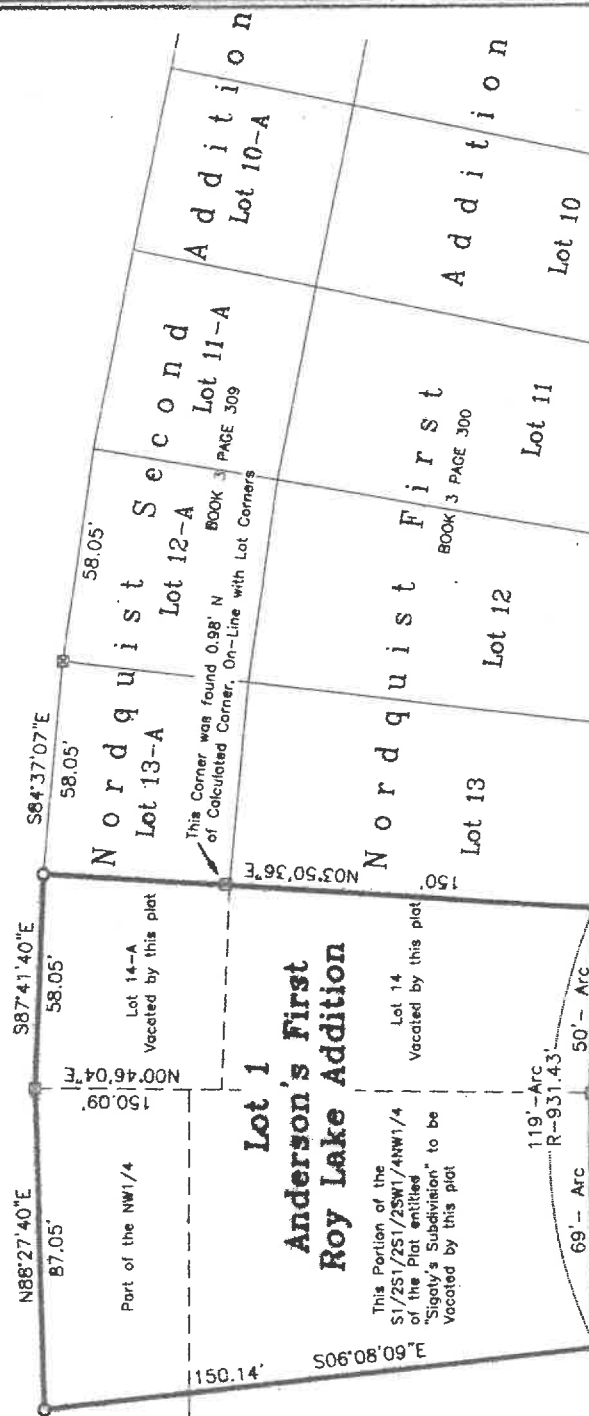 N88°27'40"E
87.05'
S87°41'40"E
58.05'
S84°37'07"E
58.05'
58.05'
Part of the NW1/4
N00°46'04"E
150.09'
Lot 14-A
Vacated by this plat
Nordquist Second Addition
Lot 13-A
Lot 12-A
Lot 11-A
Lot 10-A
BOOK 3 PAGE 309
This Corner was found 0.98' N
of Calculated Corner, On-Line with Lot Corners
150.14'
S06°08'09"E
Lot 1
Anderson's First
Roy Lake Addition
N03°50'36"E
150'
Nordquist First Addition
BOOK 3 PAGE 300
Lot 13
Lot 12
Lot 11
Lot 10
This Portion of the
S1/2S1/2S1/2SW1/4NW1/4
of the Plat entitled
"Sigaty's Subdivision" to be
Vacated by this plat
Lot 14
Vacated by this plat
119'-Arc
R-931.43'
69'- Arc
50'- Arc